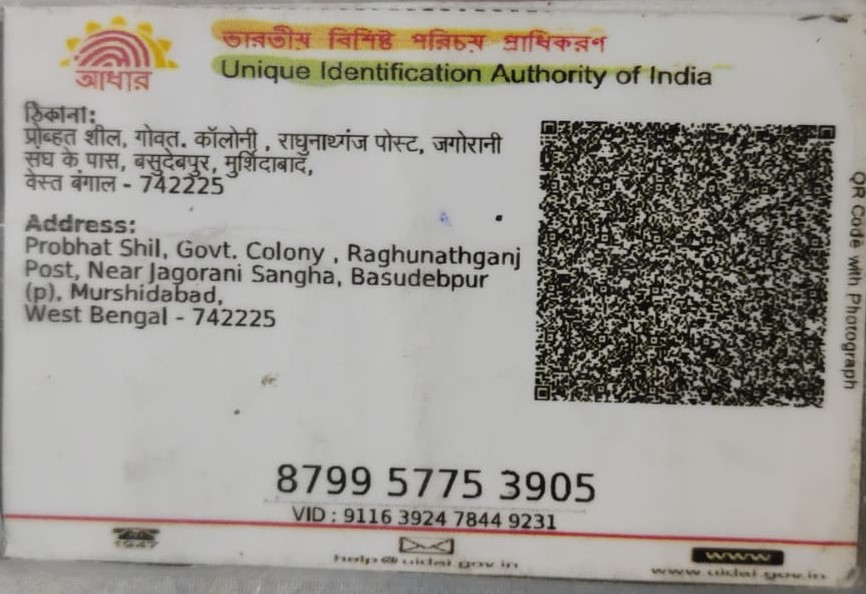 ভারতীয় বিশিষ্ট পরিচয় প্রাধিকরণ
আধার
Unique Identification Authority of India
ठिकाना:
प्रोब्हत शील, गोवृत. कॉलोनी , राघुनाथ्गंज पोस्ट, जगोरानी
संघ के पास, बसुदेबपुर, मुर्शिदाबाद,
वेस्त बंगाल - 742225
Address:
Probhat Shil, Govt. Colony , Raghunathganj
Post, Near Jagorani Sangha, Basudebpur
(p), Murshidabad,
West Bengal - 742225
QR Code with Photograph
8799 5775 3905
VID : 9116 3924 7844 9231
1947
help@uidai.gov.in
www
www.uidai.gov.in